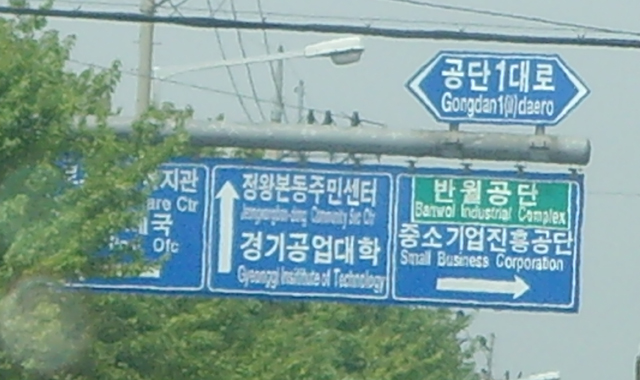 공단1대로
Gongdan1(il)daero
지관
are Ctr
국
Ofc
정왕본동주민센터
Jeongwangbon-dong Community Svc Ctr
경기공업대학
Gyeonggi Institute of Technology
반월공단
Banwol Industrial Complex
중소기업진흥공단
Small Business Corporation